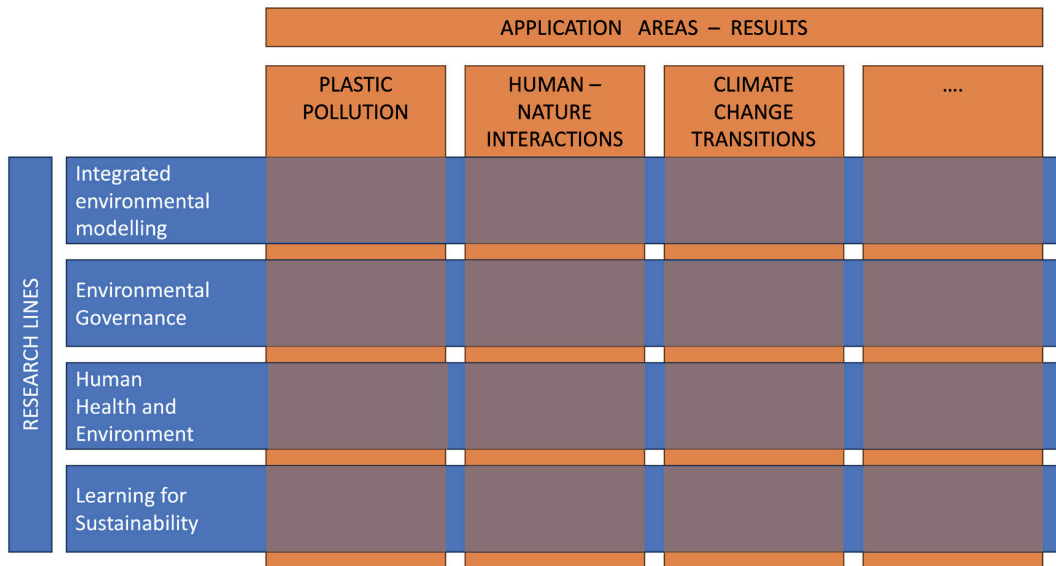 APPLICATION AREAS – RESULTS
PLASTIC
POLLUTION
HUMAN –
NATURE
INTERACTIONS
CLIMATE
CHANGE
TRANSITIONS
....
RESEARCH LINES
Integrated
environmental
modelling
Environmental
Governance
Human
Health and
Environment
Learning for
Sustainability